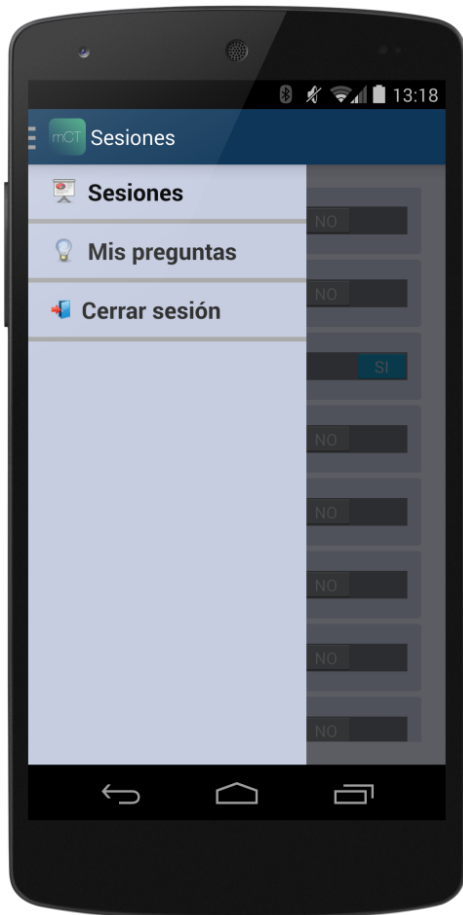 13:18
mCT Sesiones
Sesiones
NO
Mis preguntas
NO
Cerrar sesión
SI
NO
NO
NO
NO
NO